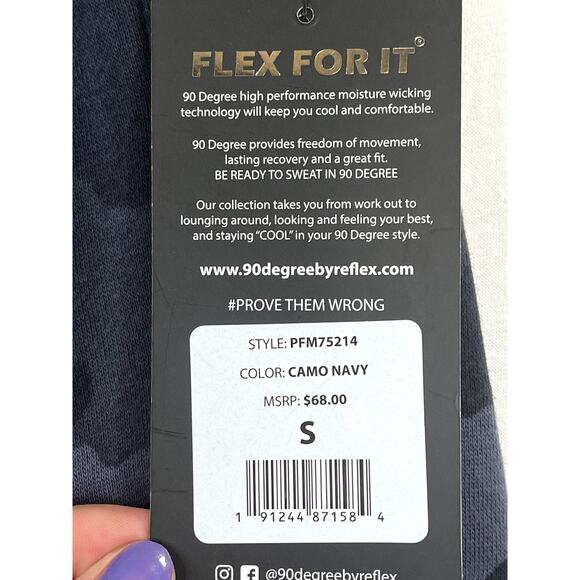 FLEX FOR IT®
90 Degree high performance moisture wicking
technology will keep you cool and comfortable.
90 Degree provides freedom of movement,
lasting recovery and a great fit.
BE READY TO SWEAT IN 90 DEGREE
Our collection takes you from work out to
lounging around, looking and feeling your best,
and staying “COOL” in your 90 Degree style.
www.90degreebyreflex.com
#PROVE THEM WRONG
STYLE: PFM75214
COLOR: CAMO NAVY
MSRP: $68.00
S
1 91244 87158 4
@90degreebyreflex